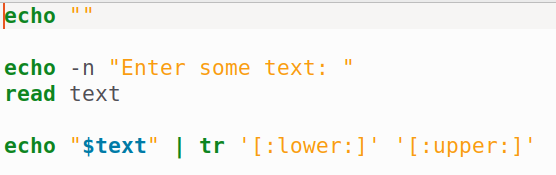 echo ""
echo -n "Enter some text: "
read text
echo "$text" | tr '[:lower:]' '[:upper:]'